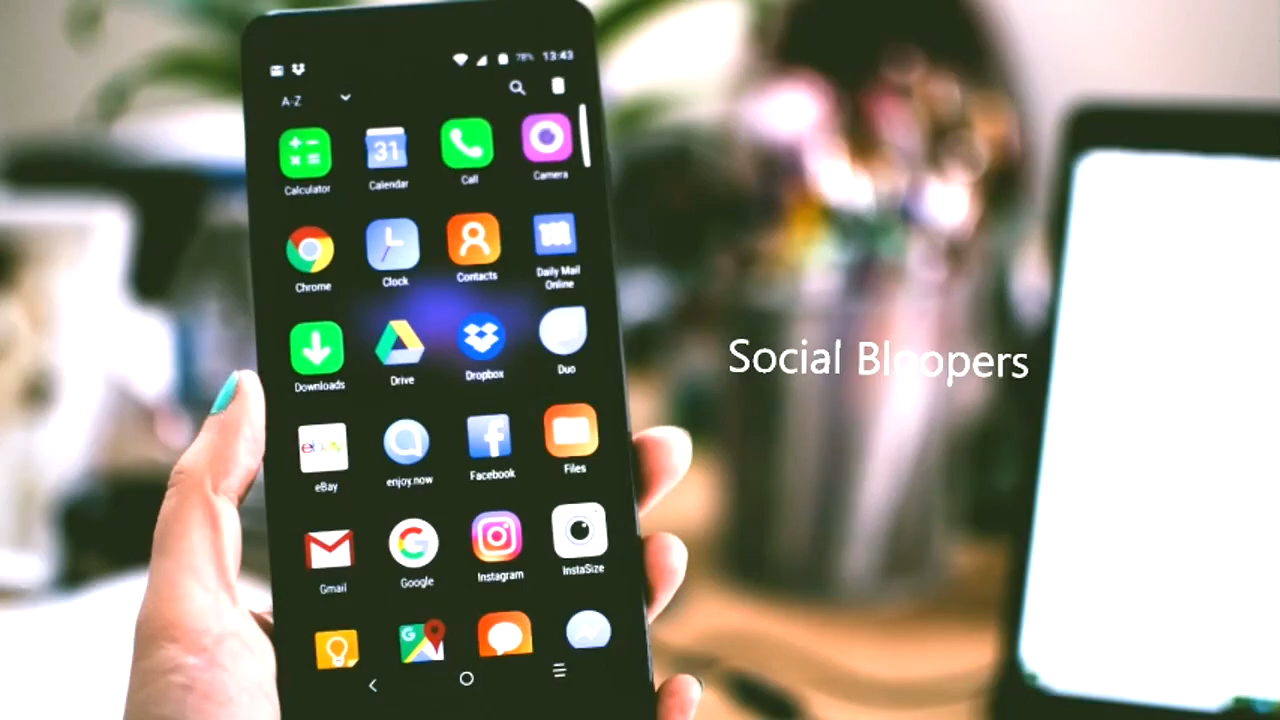 78% 13:43
A-Z
31
Calculator Calendar Call Camera
Chrome Clock Contacts Daily Mail Online
Downloads Drive Dropbox Duo
ebay
eBay enjoy.now Facebook Files
Gmail Google Instagram InstaSize
G
Social Bloopers